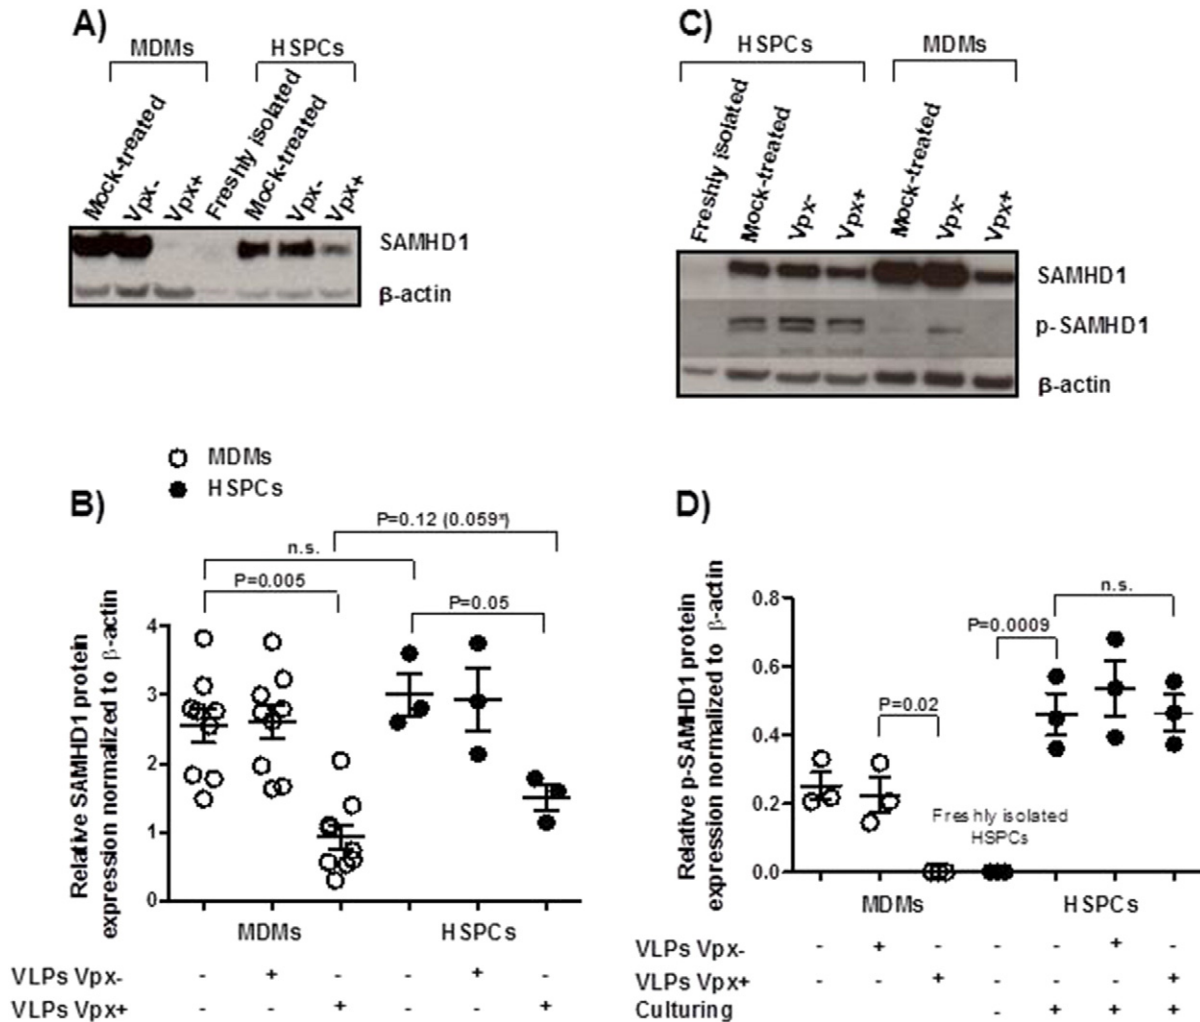 A)
MDMs
HSPCs
Mock-treated
Vpx-
Vpx+
Freshly isolated
Mock-treated
Vpx-
Vpx+
SAMHD1
β-actin
C)
HSPCs
MDMs
Freshly isolated
Mock-treated
Vpx-
Vpx+
Mock-treated
Vpx-
Vpx+
SAMHD1
p-SAMHD1
β-actin
MDMs
HSPCs
B)
P=0.12 (0.059*)
n.s.
P=0.005
P=0.05
Relative SAMHD1 protein
expression normalized to β-actin
4
3
2
1
0
MDMs
HSPCs
VLPs Vpx- - + - - + -
VLPs Vpx+ - - + - - +
D)
n.s.
P=0.0009
P=0.02
Relative p-SAMHD1 protein
expression normalized to β-actin
0.8
0.6
0.4
0.2
0.0
Freshly isolated
HSPCs
MDMs
HSPCs
VLPs Vpx- - + - - - + -
VLPs Vpx+ - - + - - - +
Culturing - + + +